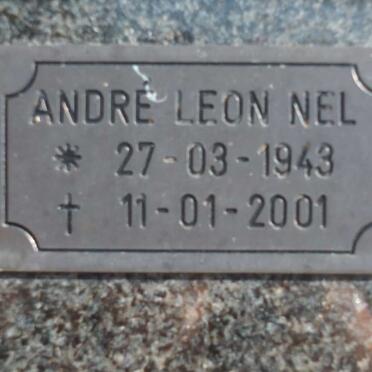 ANDRÉ LEON NEL
* 27-03-1943
† 11-01-2001